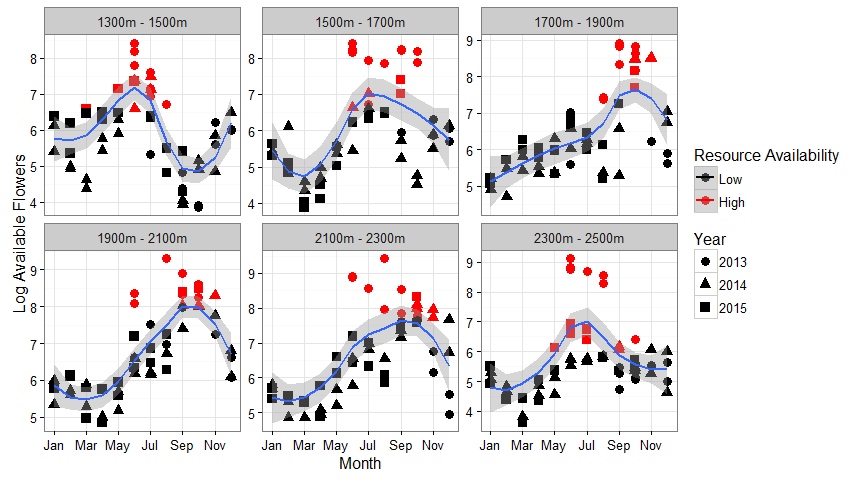 1300m - 1500m
1500m - 1700m
1700m - 1900m
8
7
6
5
4
8
7
6
5
4
9
8
7
6
5
1900m - 2100m
2100m - 2300m
2300m - 2500m
9
8
7
6
5
9
8
7
6
5
9
8
7
6
5
4
Jan Mar May Jul Sep Nov
Jan Mar May Jul Sep Nov
Jan Mar May Jul Sep Nov
Month
Log Available Flowers
Resource Availability
Low
High
Year
2013
2014
2015